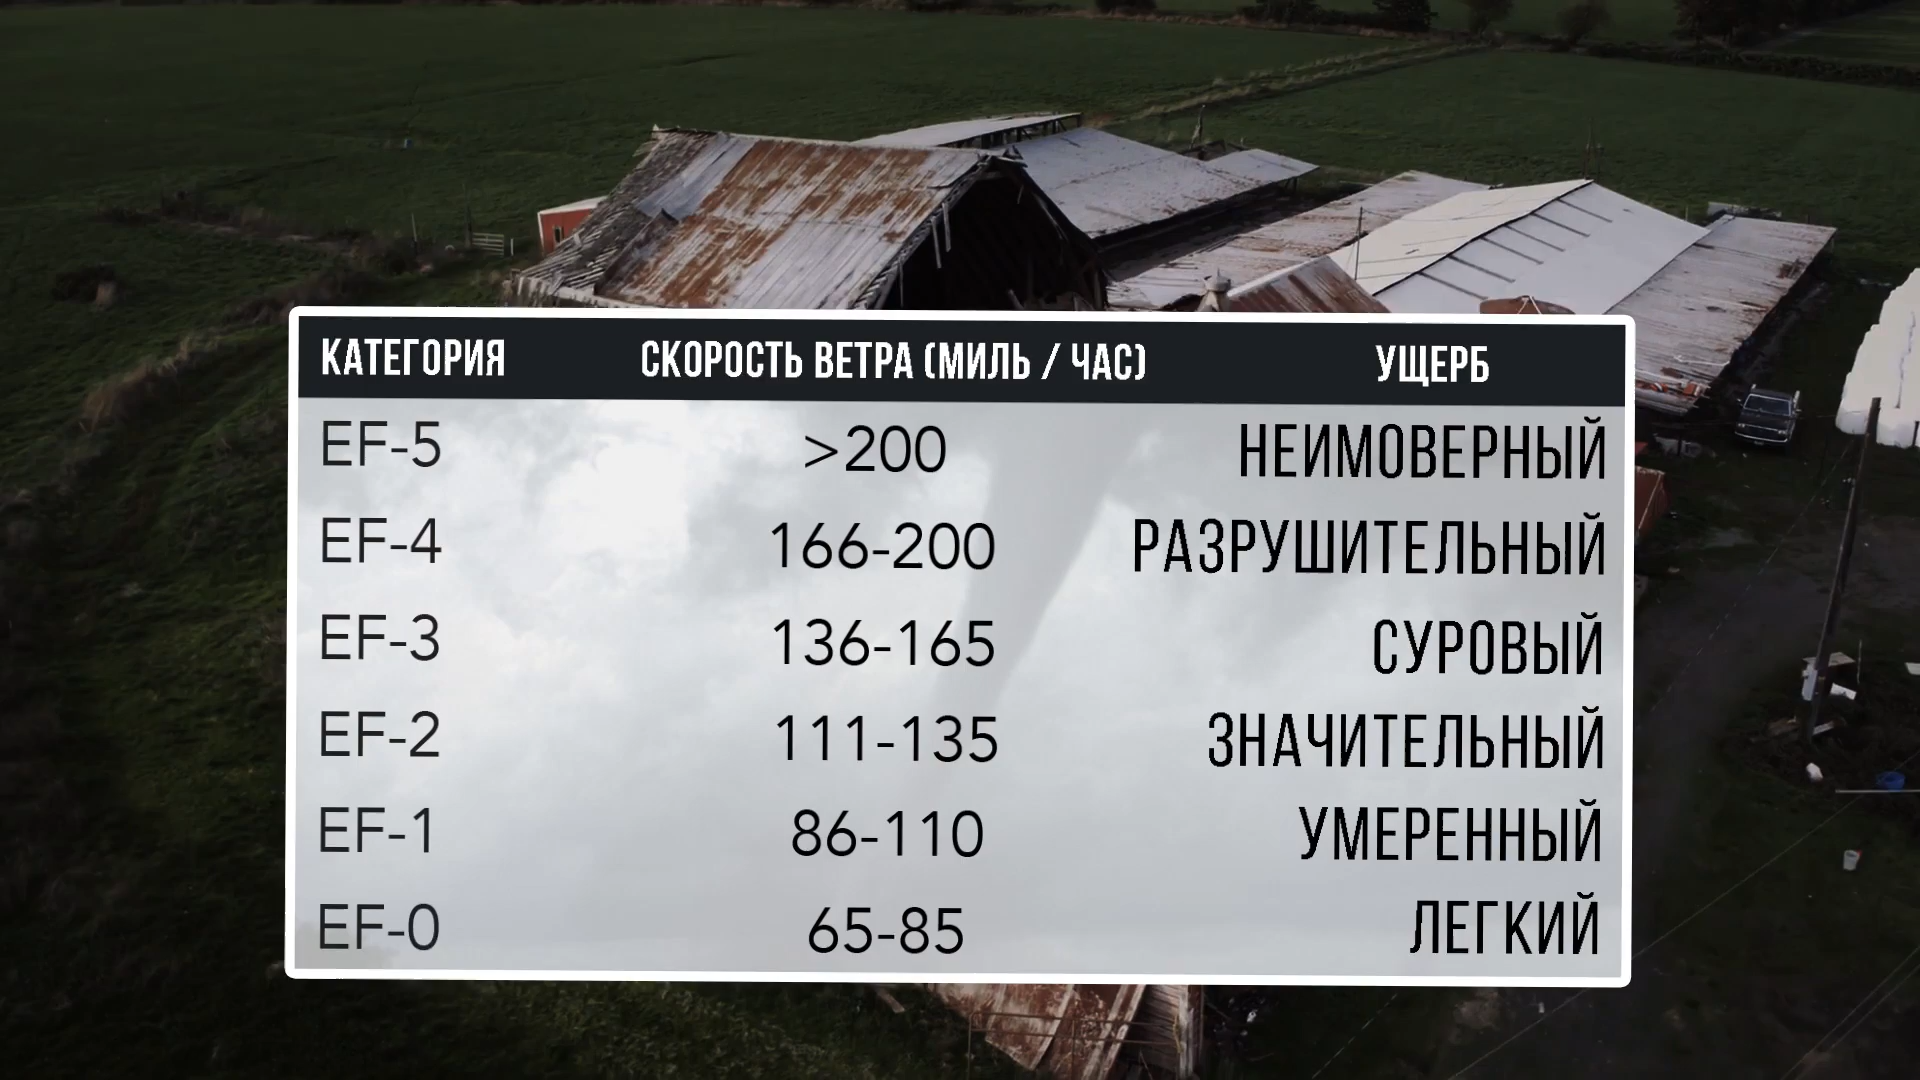 КАТЕГОРИЯ СКОРОСТЬ ВЕТРА (МИЛЬ / ЧАС) УЩЕРБ
EF-5 >200 НЕИМОВЕРНЫЙ
EF-4 166-200 РАЗРУШИТЕЛЬНЫЙ
EF-3 136-165 СУРОВЫЙ
EF-2 111-135 ЗНАЧИТЕЛЬНЫЙ
EF-1 86-110 УМЕРЕННЫЙ
EF-0 65-85 ЛЕГКИЙ